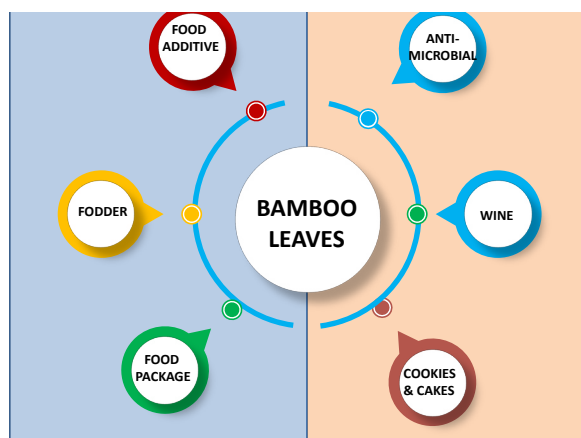 FOOD
ADDITIVE
ANTI-
MICROBIAL
FODDER
BAMBOO
LEAVES
WINE
FOOD
PACKAGE
COOKIES
& CAKES